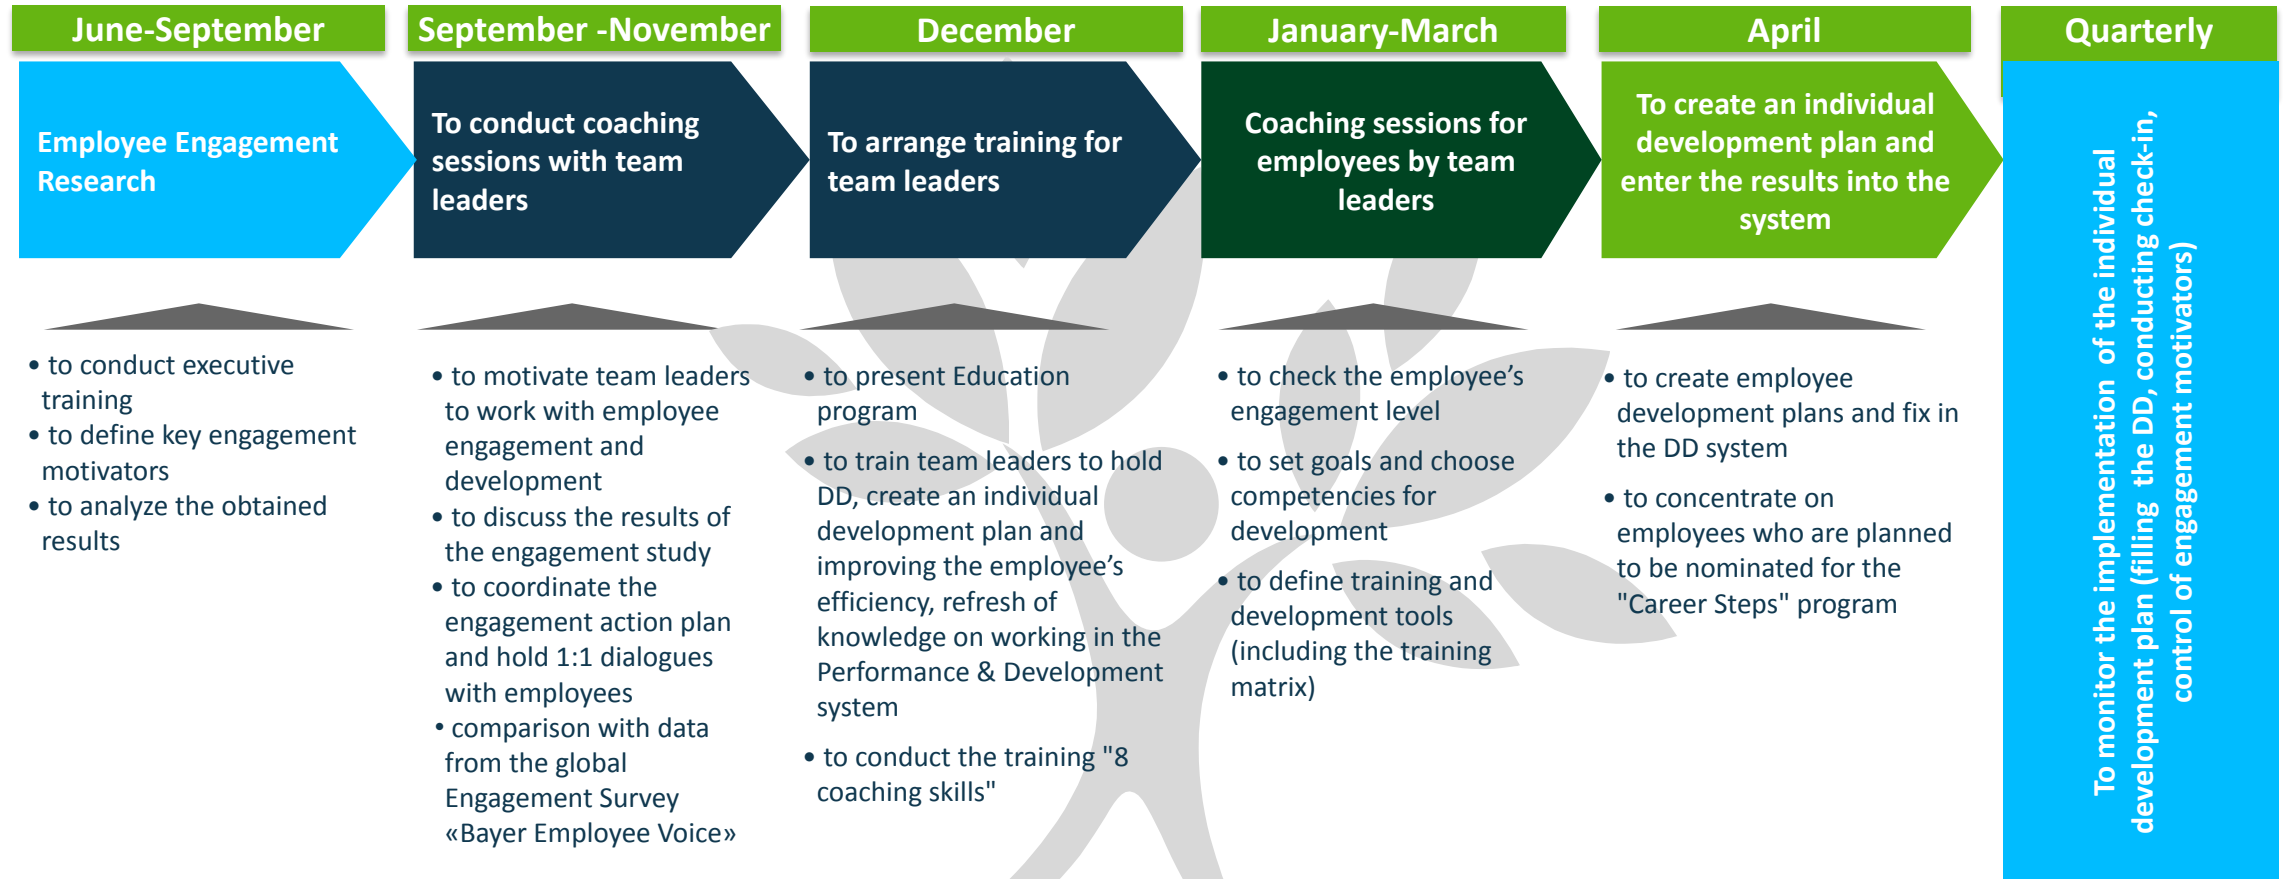 June-September
Employee Engagement
Research
• to conduct executive
training
• to define key engagement
motivators
• to analyze the obtained
results
September -November
To conduct coaching
sessions with team
leaders
• to motivate team leaders
to work with employee
engagement and
development
• to discuss the results of
the engagement study
• to coordinate the
engagement action plan
and hold 1:1 dialogues
with employees
• comparison with data
from the global
Engagement Survey
«Bayer Employee Voice»
December
To arrange training for
team leaders
• to present Education
program
• to train team leaders to hold
DD, create an individual
development plan and
improving the employee’s
efficiency, refresh of
knowledge on working in the
Performance & Development
system
• to conduct the training "8
coaching skills"
January-March
Coaching sessions for
employees by team
leaders
• to check the employee’s
engagement level
• to set goals and choose
competencies for
development
• to define training and
development tools
(including the training
matrix)
April
To create an individual
development plan and
enter the results into the
system
• to create employee
development plans and fix in
the DD system
• to concentrate on
employees who are planned
to be nominated for the
"Career Steps" program
Quarterly
To monitor the implementation of the individual
development plan (filling the DD, conducting check-in,
control of engagement motivators)